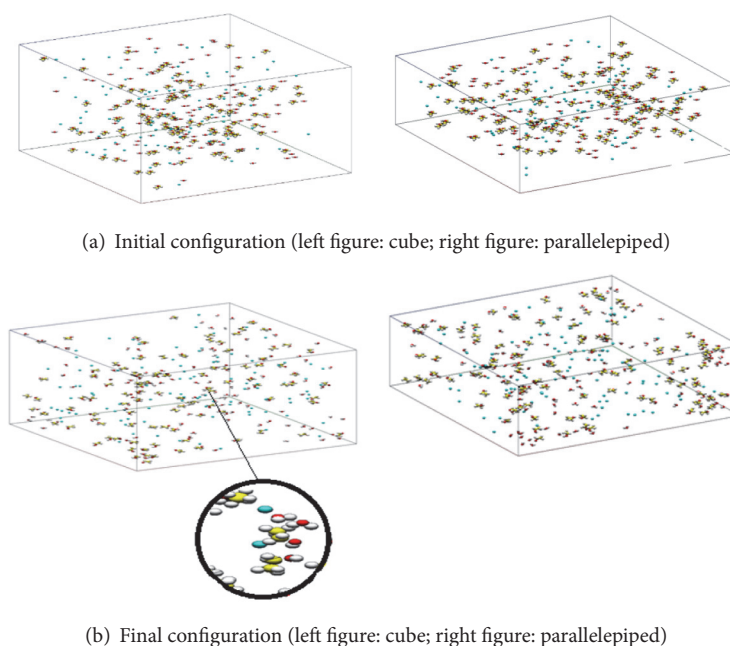 (a) Initial configuration (left figure: cube; right figure: parallelepiped)
(b) Final configuration (left figure: cube; right figure: parallelepiped)